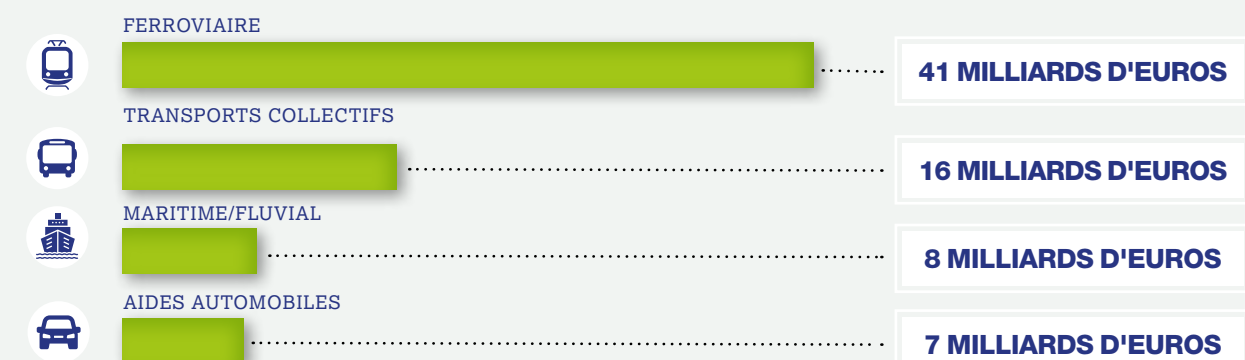 FERROVIAIRE
41 MILLIARDS D'EUROS
TRANSPORTS COLLECTIFS
16 MILLIARDS D'EUROS
MARITIME/FLUVIAL
8 MILLIARDS D'EUROS
AIDES AUTOMOBILES
7 MILLIARDS D'EUROS